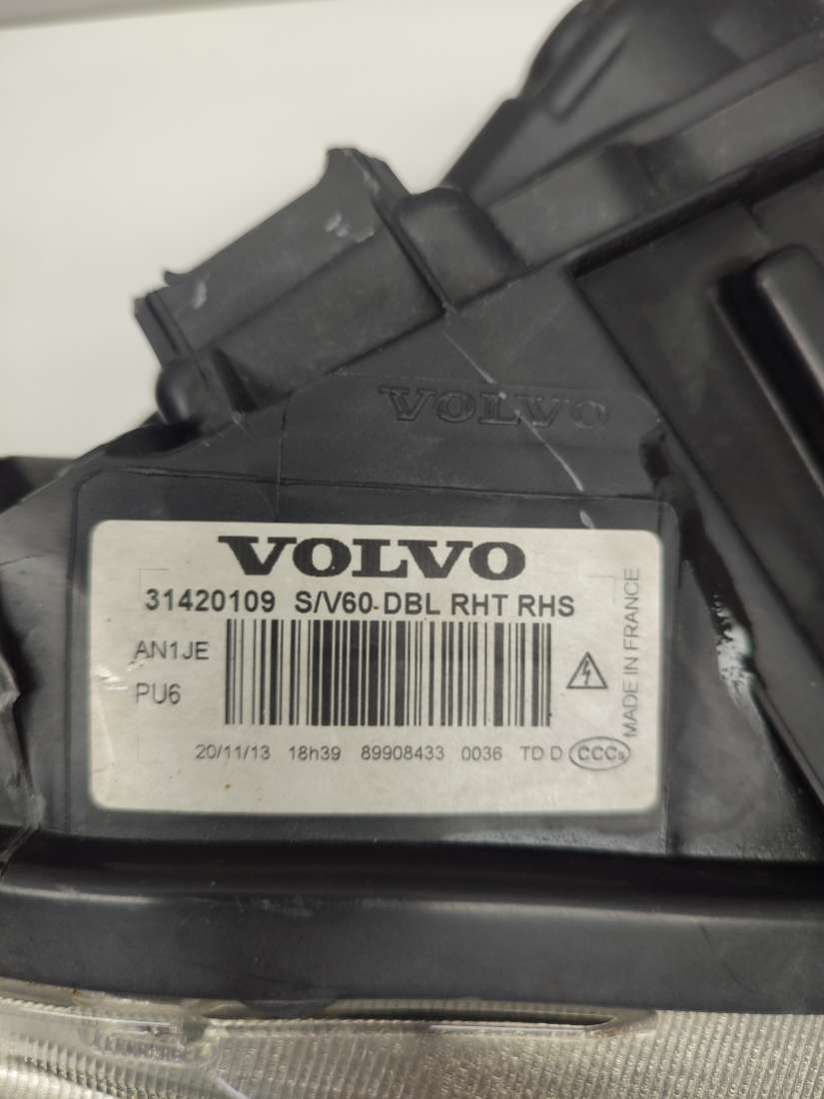 VOLVO
VOLVO
31420109 S/V60-DBL RHT RHS
AN1JE
PU6
20/11/13 18h39 89908433 0036 TD D CCCs
MADE IN FRANCE